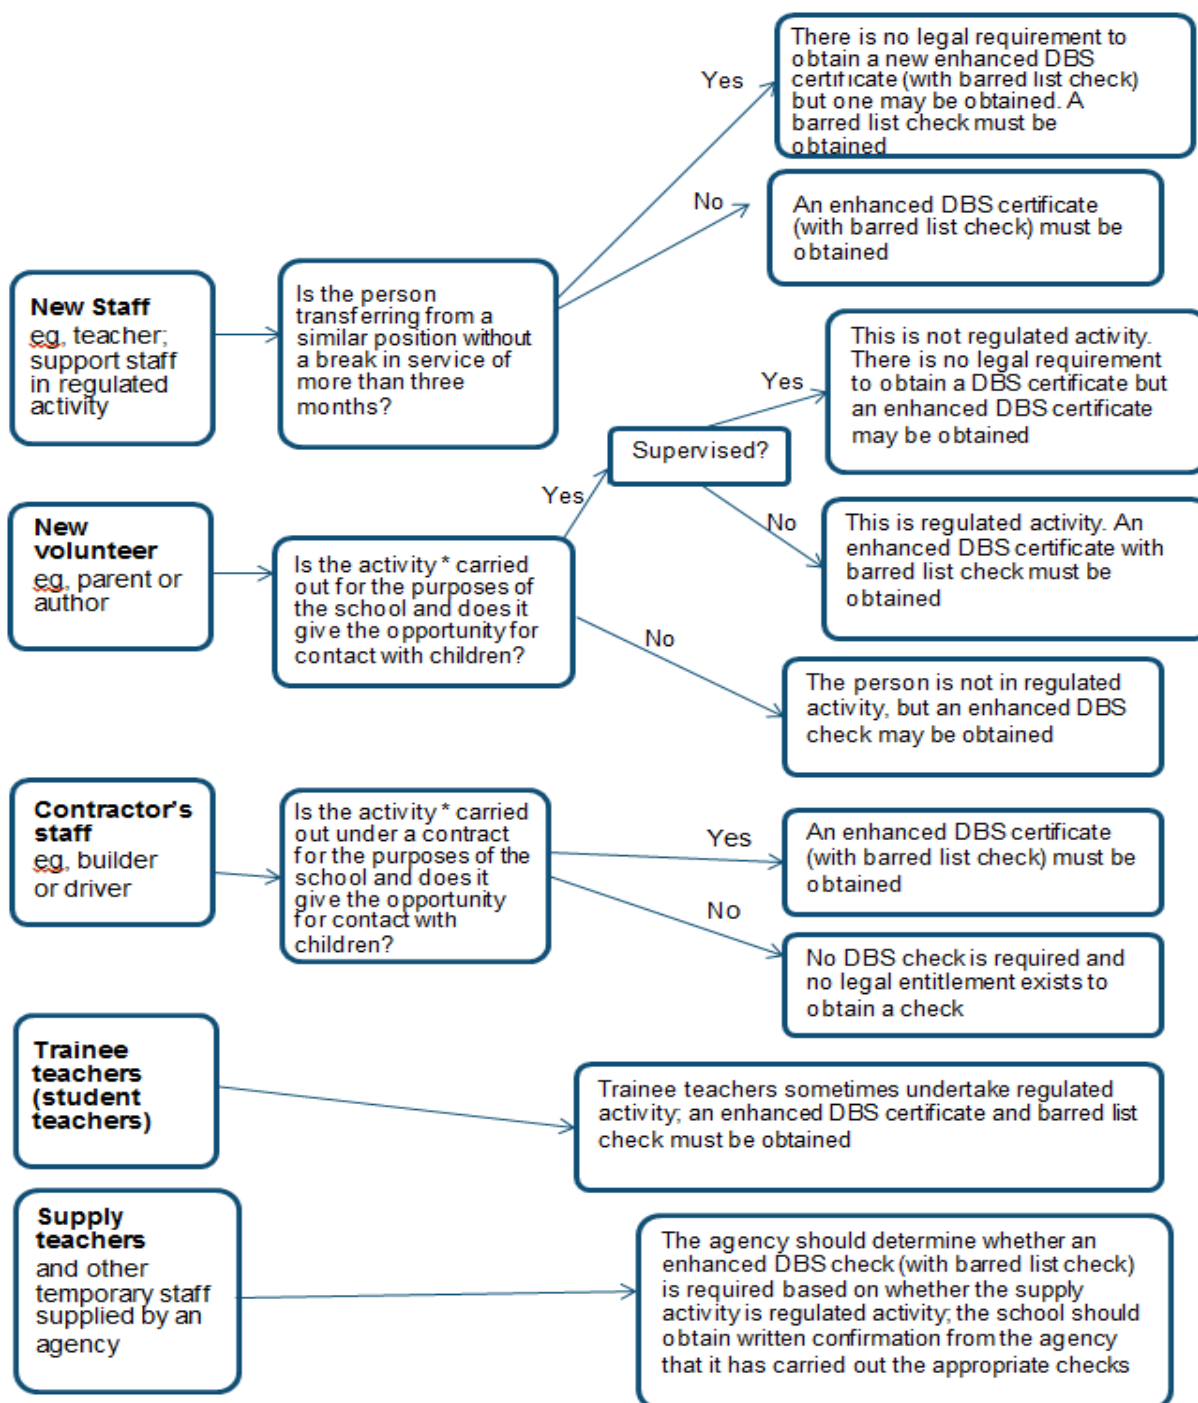 There is no legal requirement to
obtain a new enhanced DBS
certificate (with barred list check)
but one may be obtained. A
barred list check must be
obtained
Yes
No
An enhanced DBS certificate
(with barred list check) must be
obtained
New Staff
eg, teacher;
support staff
in regulated
activity
Is the person
transferring from a
similar position without
a break in service of
more than three
months?
This is not regulated activity.
There is no legal requirement
to obtain a DBS certificate but
an enhanced DBS certificate
may be obtained
Yes
Supervised?
Yes
No
This is regulated activity. An
enhanced DBS certificate with
barred list check must be
obtained
New
volunteer
eg, parent or
author
Is the activity * carried
out for the purposes of
the school and does it
give the opportunity for
contact with children?
No
The person is not in regulated
activity, but an enhanced DBS
check may be obtained
Contractor's
staff
eg, builder
or driver
Is the activity * carried
out under a contract
for the purposes of the
school and does it
give the opportunity
for contact with
children?
Yes
An enhanced DBS certificate
(with barred list check) must be
obtained
No
No DBS check is required and
no legal entitlement exists to
obtain a check
Trainee
teachers
(student
teachers)
Trainee teachers sometimes undertake regulated
activity; an enhanced DBS certificate and barred list
check must be obtained
Supply
teachers
and other
temporary staff
supplied by an
agency
The agency should determine whether an
enhanced DBS check (with barred list check)
is required based on whether the supply
activity is regulated activity; the school should
obtain written confirmation from the agency
that it has carried out the appropriate checks